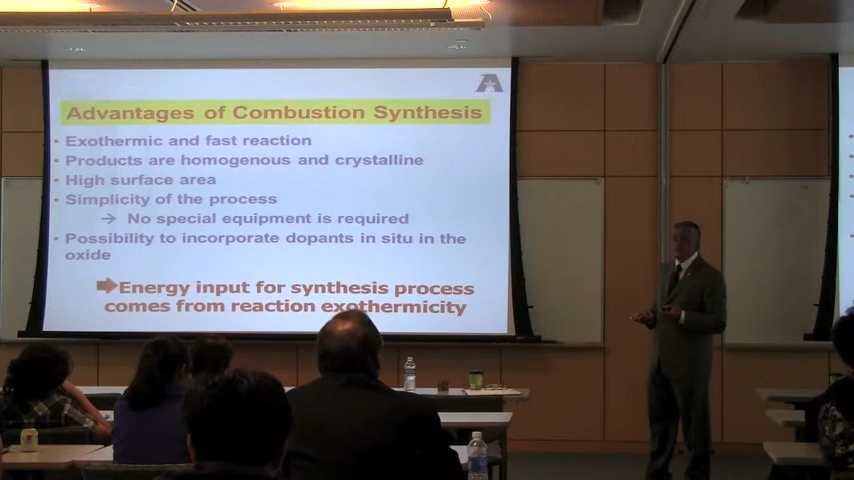 Advantages of Combustion Synthesis
• Exothermic and fast reaction
• Products are homogenous and crystalline
• High surface area
• Simplicity of the process
→ No special equipment is required
• Possibility to incorporate dopants in situ in the
oxide
Energy input for synthesis process
comes from reaction exothermicity